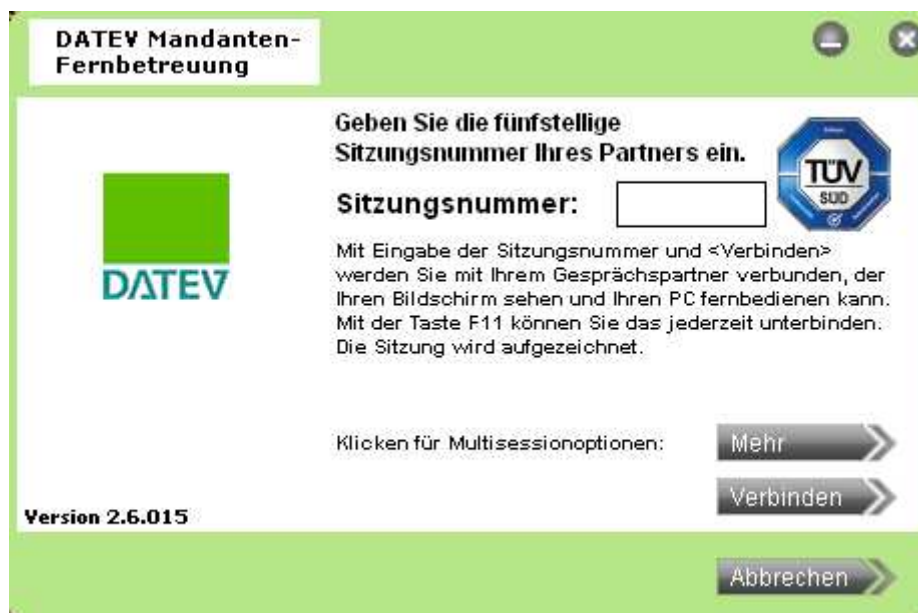 DATEV Mandanten-
Fernbetreuung
Geben Sie die fünfstellige
Sitzungsnummer Ihres Partners ein.
TÜV
SÜD
Sitzungsnummer:
Mit Eingabe der Sitzungsnummer und <Verbinden>
werden Sie mit Ihrem Gesprächspartner verbunden, der
Ihren Bildschirm sehen und Ihren PC fernbedienen kann.
Mit der Taste F11 können Sie das jederzeit unterbinden.
Die Sitzung wird aufgezeichnet.
DATEV
Klicken für Multisessionoptionen:
Mehr
Verbinden
Version 2.6.015
Abbrechen